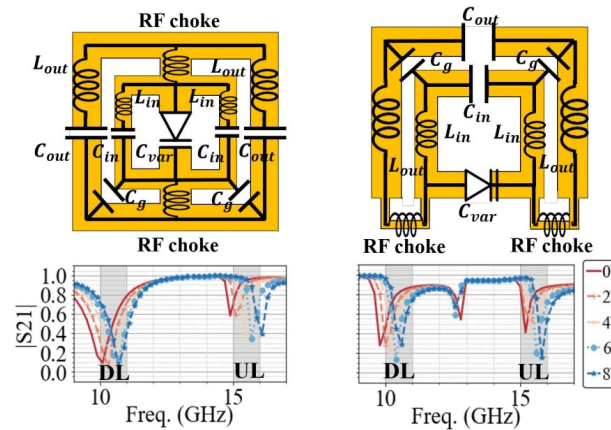 RF choke
L_out
L_out
L_in
L_in
C_out
C_in
C_var
C_in
C_out
C_g
C_g
RF choke
C_out
C_g
C_g
C_in
L_in
L_in
L_out
L_out
C_var
RF choke
RF choke
|S21|
1.0
0.8
0.6
0.4
0.2
0.0
DL
UL
10
15
Freq. (GHz)
DL
UL
10
15
Freq. (GHz)
0
2
4
6
8